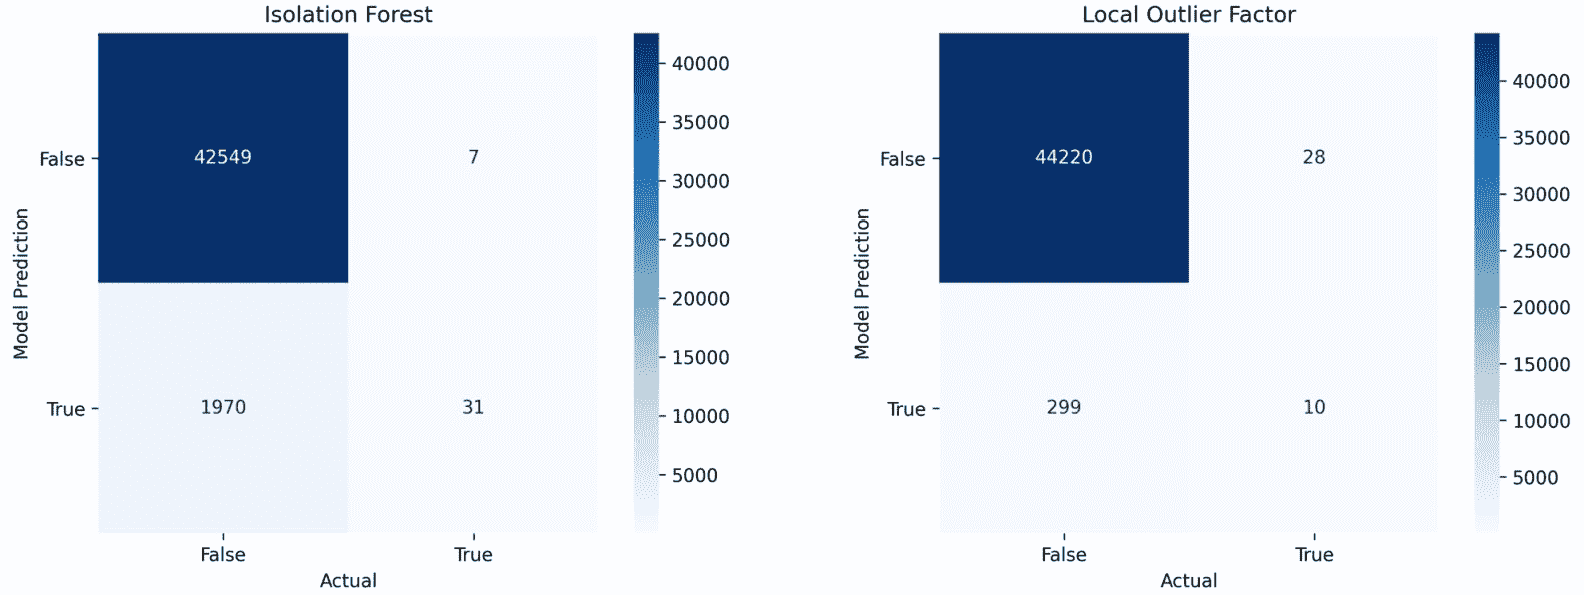 Isolation Forest
Model Prediction
False
42549
7
True
1970
31
False
True
Actual
40000
35000
30000
25000
20000
15000
10000
5000
Local Outlier Factor
Model Prediction
False
44220
28
True
299
10
False
True
Actual
40000
35000
30000
25000
20000
15000
10000
5000